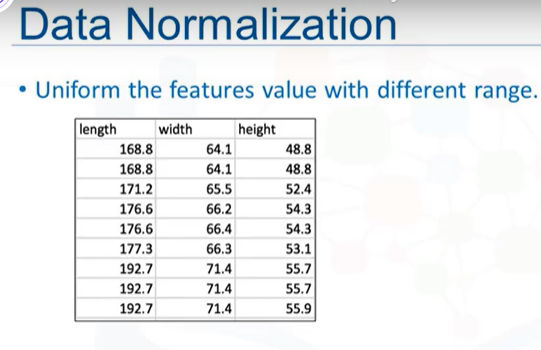 Data Normalization
• Uniform the features value with different range.
length width height
168.8 64.1 48.8
168.8 64.1 48.8
171.2 65.5 52.4
176.6 66.2 54.3
176.6 66.4 54.3
177.3 66.3 53.1
192.7 71.4 55.7
192.7 71.4 55.7
192.7 71.4 55.9